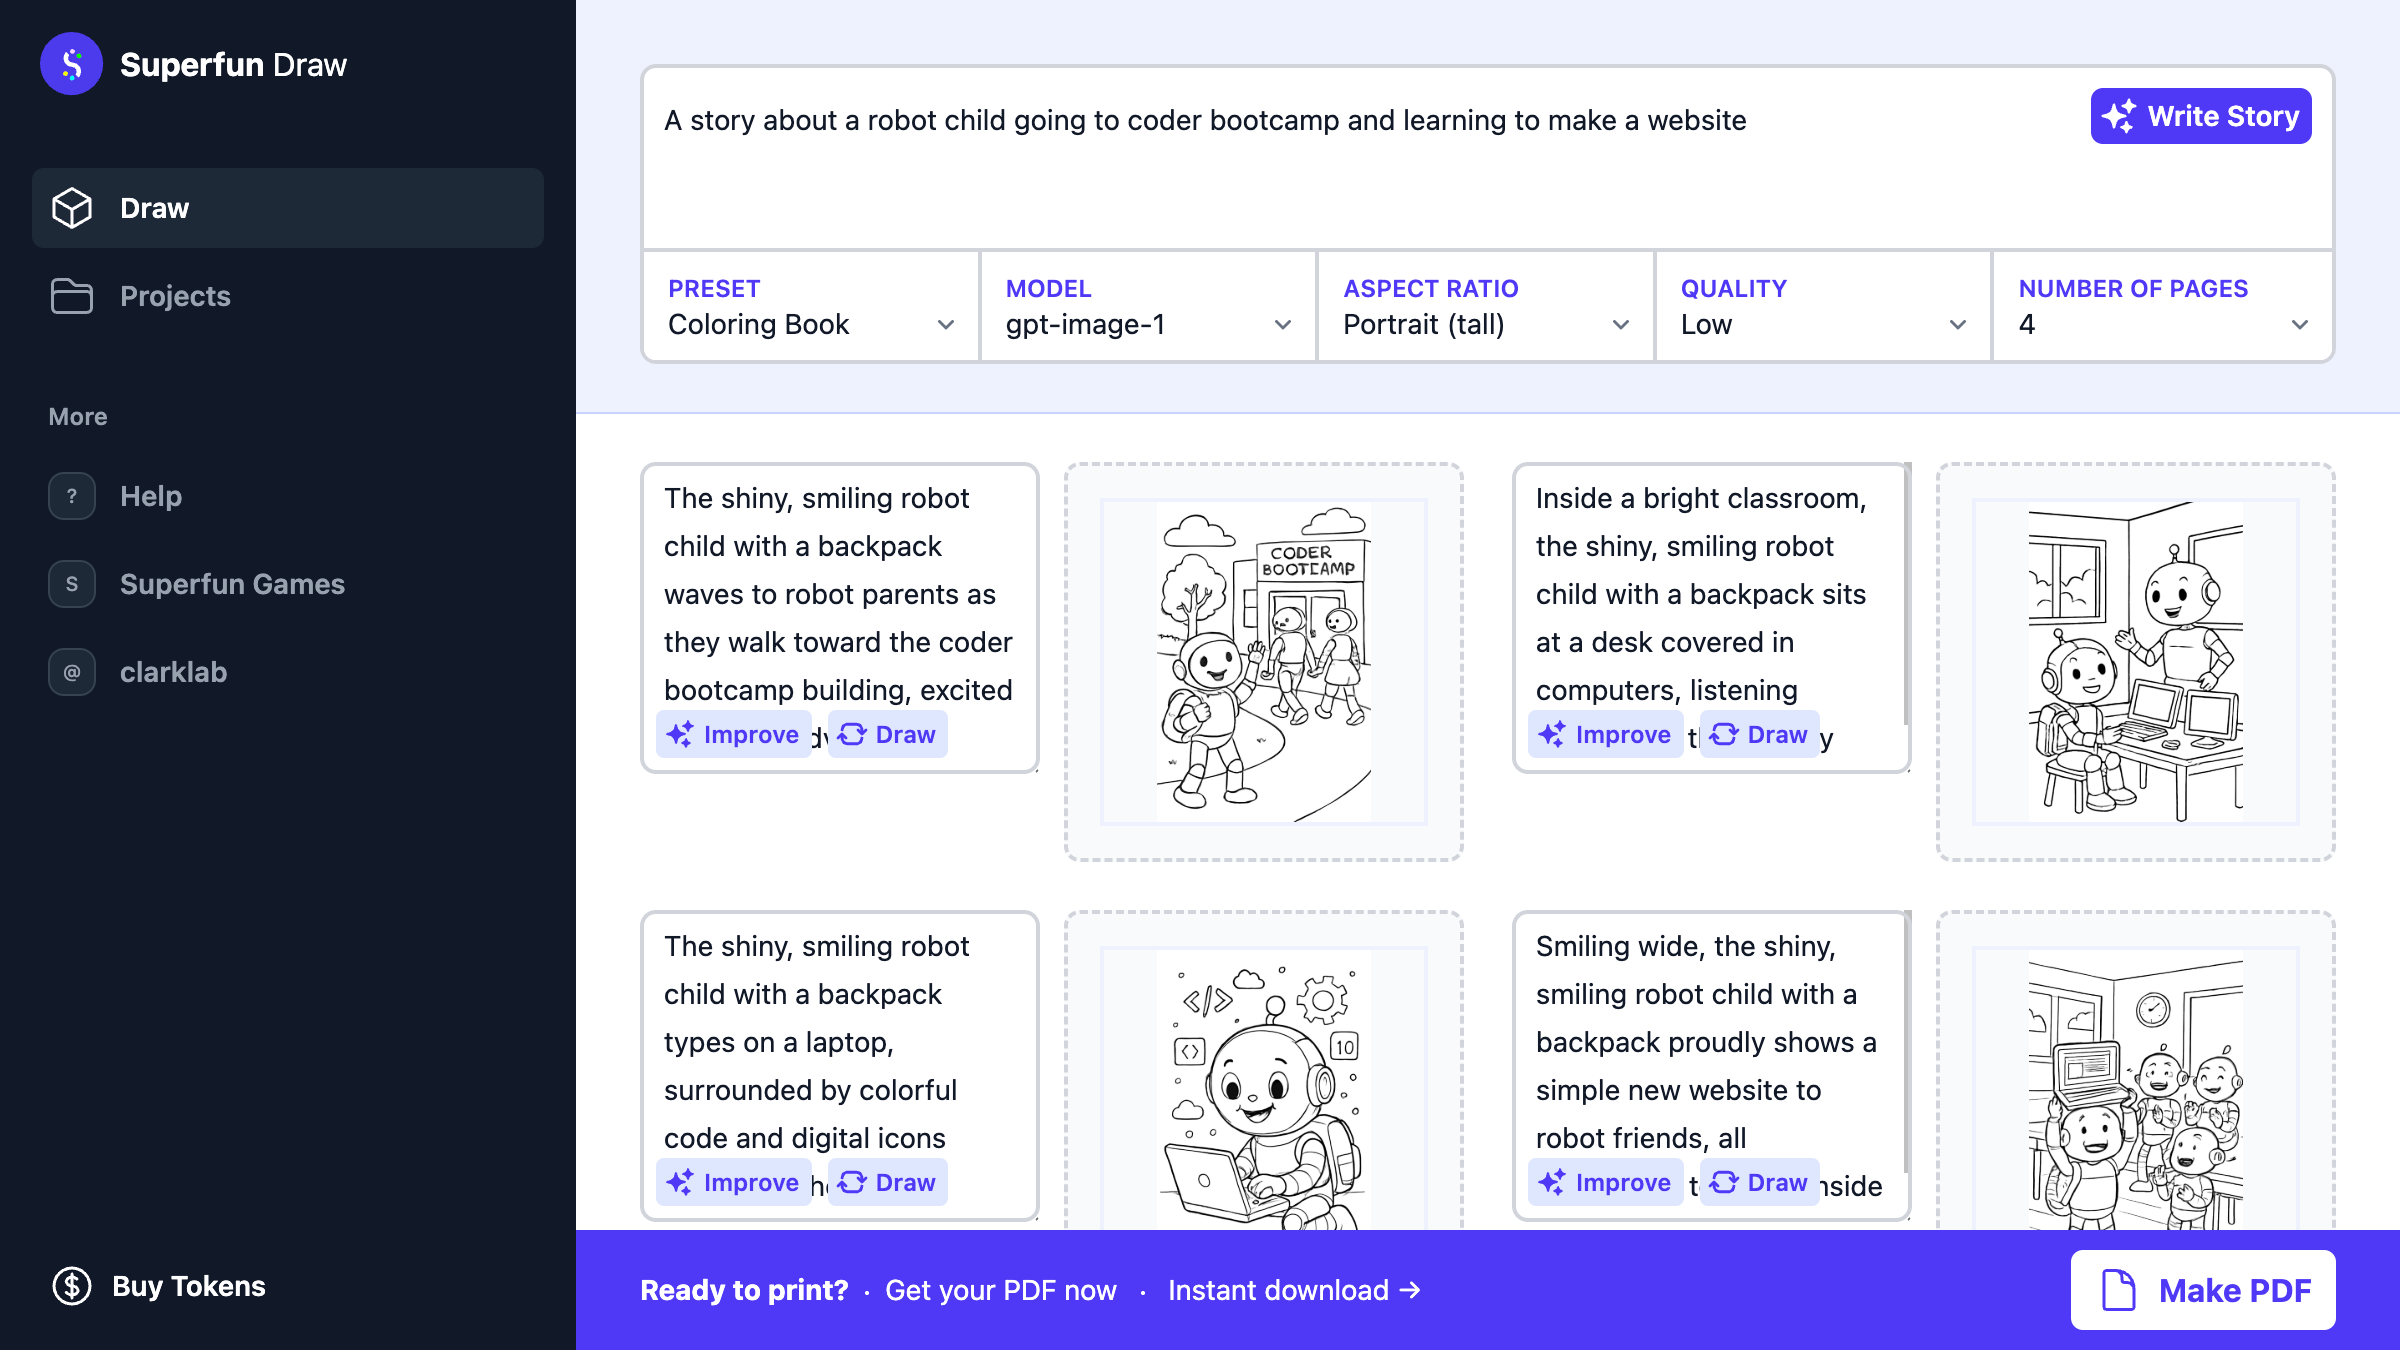 Superfun Draw
Draw
Projects
More
? Help
S Superfun Games
@ clarklab
Buy Tokens
A story about a robot child going to coder bootcamp and learning to make a website
Write Story
PRESET
Coloring Book
MODEL
gpt-image-1
ASPECT RATIO
Portrait (tall)
QUALITY
Low
NUMBER OF PAGES
4
The shiny, smiling robot
child with a backpack
waves to robot parents as
they walk toward the coder
bootcamp building, excited
Improve
Draw
CODER
BOOTCAMP
Inside a bright classroom,
the shiny, smiling robot
child with a backpack sits
at a desk covered in
computers, listening
Improve
Draw
The shiny, smiling robot
child with a backpack
types on a laptop,
surrounded by colorful
code and digital icons
Improve
Draw
</>
<>
10
Smiling wide, the shiny,
smiling robot child with a
backpack proudly shows a
simple new website to
robot friends, all
Improve
Draw
Ready to print? · Get your PDF now · Instant download →
Make PDF